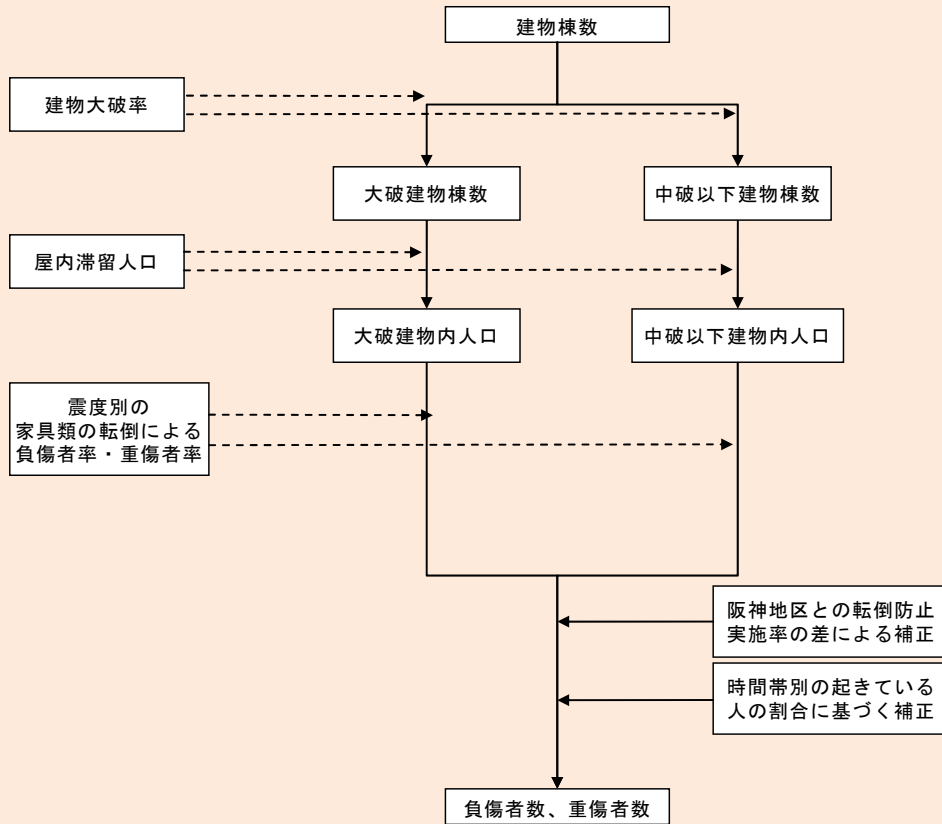 建物棟数
建物大破率
大破建物棟数
中破以下建物棟数
屋内滞留人口
大破建物内人口
中破以下建物内人口
震度別の
家具類の転倒による
負傷者率・重傷者率
阪神地区との転倒防止
実施率の差による補正
時間帯別の起きている
人の割合に基づく補正
負傷者数、重傷者数